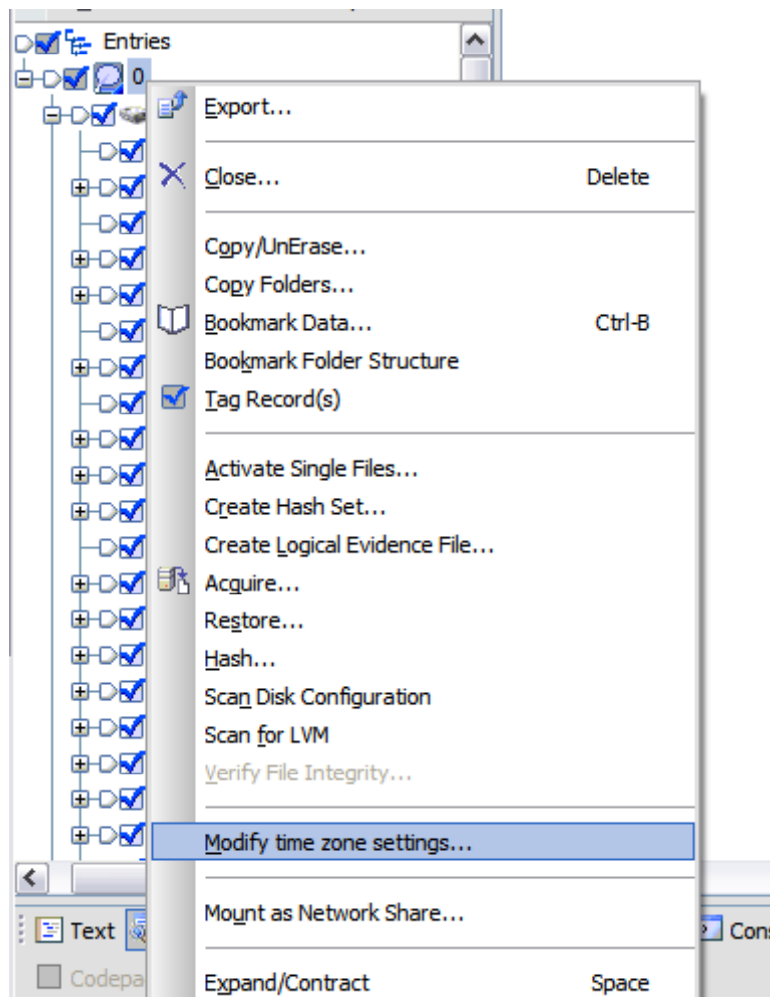 Entries
0
Export...
Close... Delete
Copy/UnErase...
Copy Folders...
Bookmark Data... Ctrl-B
Bookmark Folder Structure
Tag Record(s)
Activate Single Files...
Create Hash Set...
Create Logical Evidence File...
Acquire...
Restore...
Hash...
Scan Disk Configuration
Scan for LVM
Verify File Integrity...
Modify time zone settings...
Mount as Network Share...
Text Cons
Codepa
Expand/Contract Space